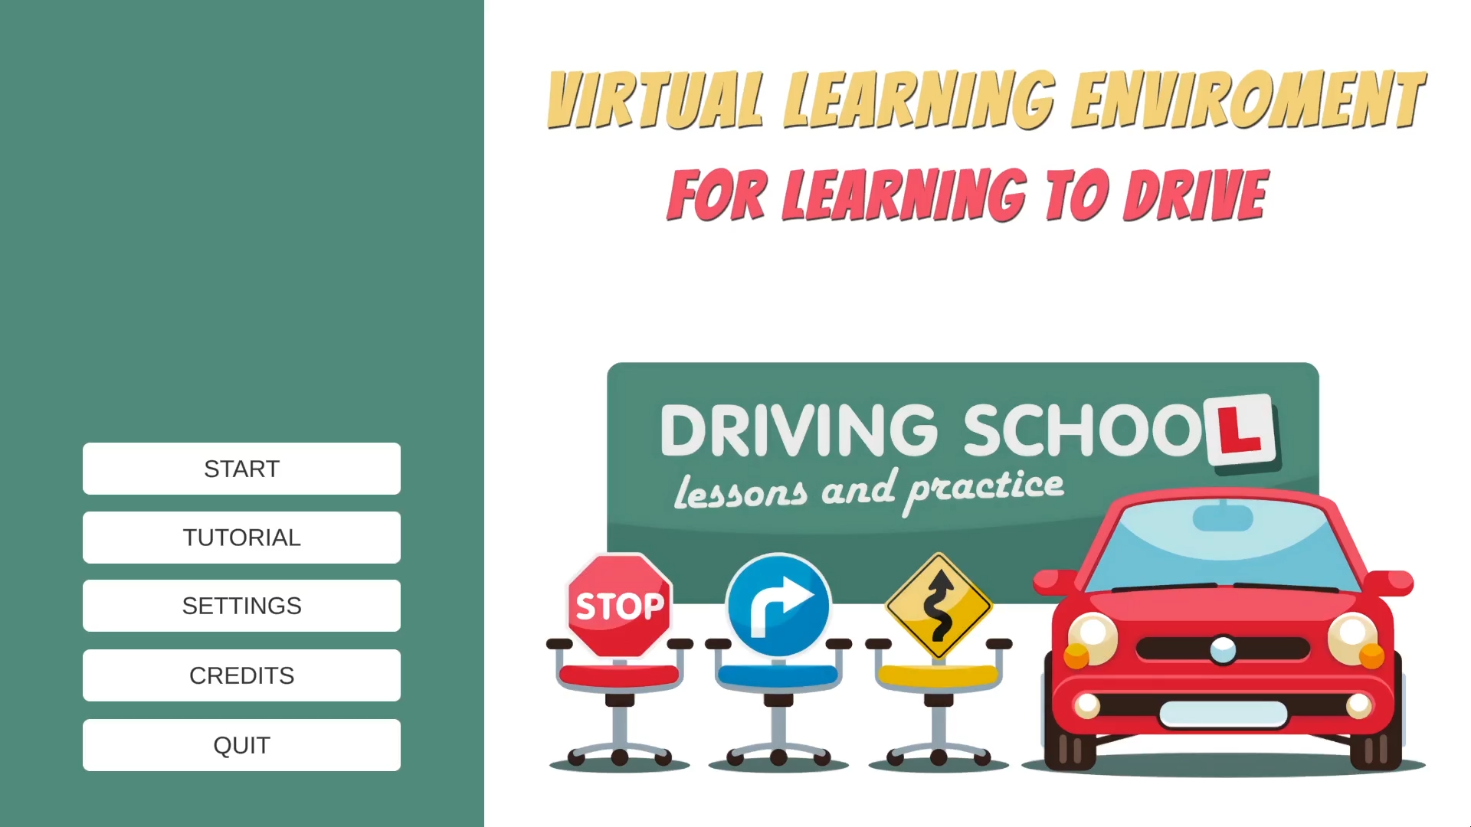 VIRTUAL LEARNING ENVIROMENT
FOR LEARNING TO DRIVE
START
TUTORIAL
SETTINGS
CREDITS
QUIT
DRIVING SCHOOL
lessons and practice
STOP